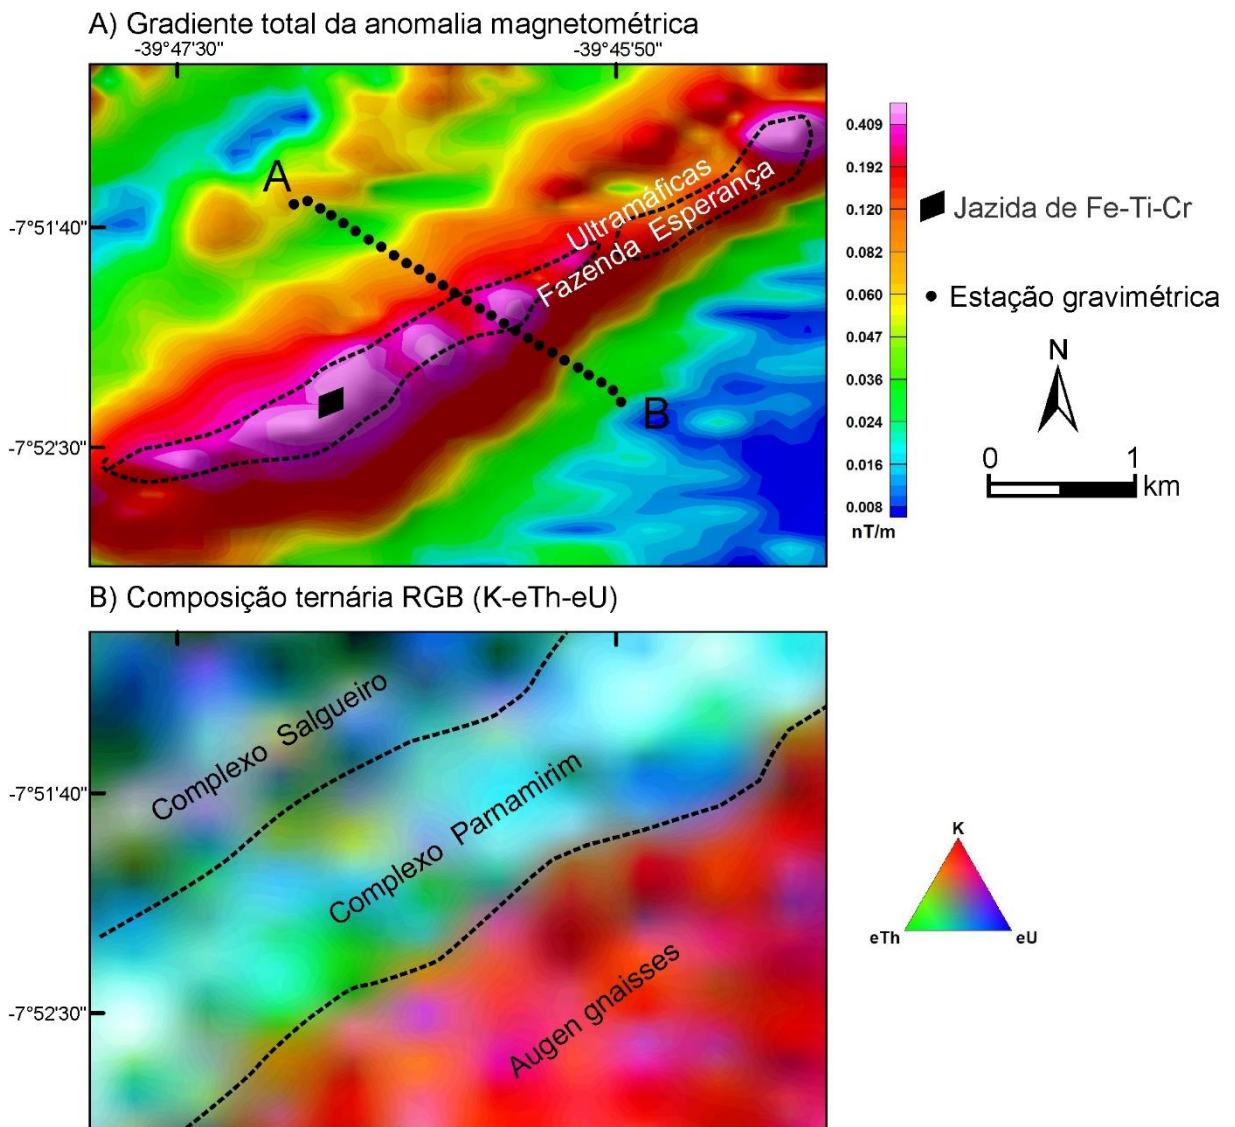 A) Gradiente total da anomalia magnetométrica
-39°47'30"
-39°45'50"
-7°51'40"
-7°52'30"
A
B
Ultramáficas
Fazenda Esperança
0.409
0.192
0.120
0.082
0.060
0.047
0.036
0.024
0.016
0.008
nT/m
Jazida de Fe-Ti-Cr
Estação gravimétrica
N
0 1
km
B) Composição ternária RGB (K-eTh-eU)
-7°51'40"
-7°52'30"
Complexo Salgueiro
Complexo Parnamirim
Augen gnaisses
K
eTh eU